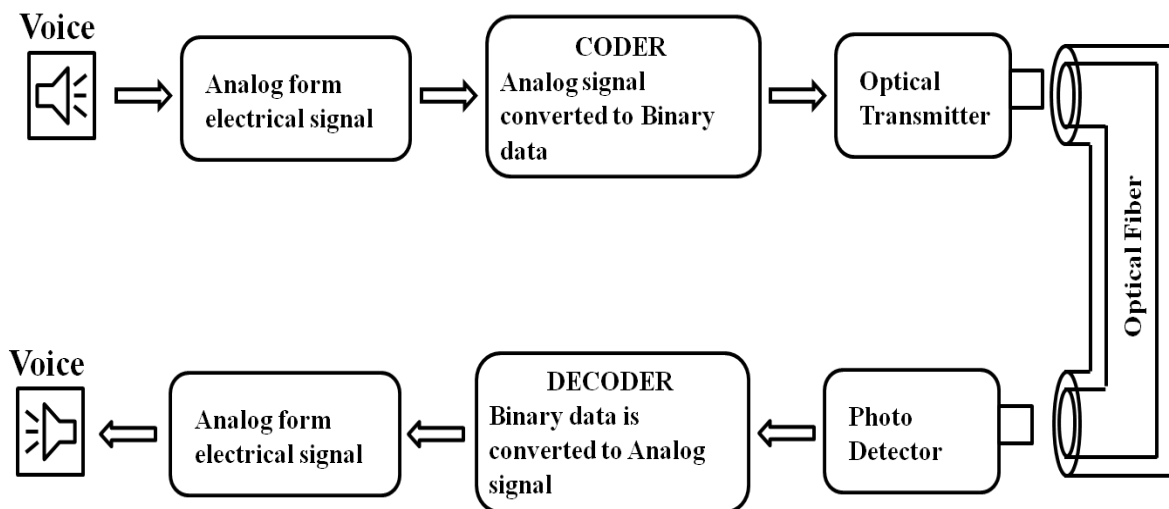 Voice
Analog form
electrical signal
CODER
Analog signal
converted to Binary
data
Optical
Transmitter
Optical Fiber
Voice
Analog form
electrical signal
DECODER
Binary data is
converted to Analog
signal
Photo
Detector